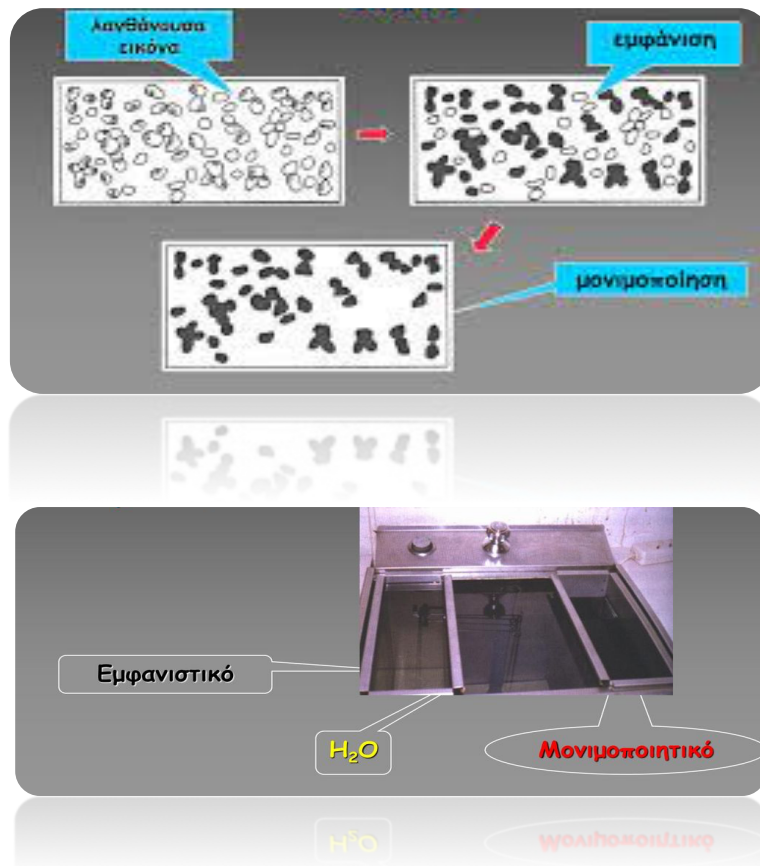 λανθάνουσα
εικόνα
εμφάνιση
μονιμοποίηση
Εμφανιστικό
H₂O
Μονιμοποιητικό